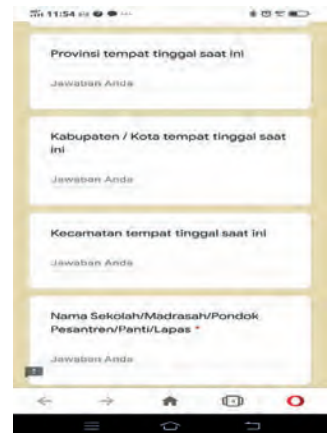 11:54
Provinsi tempat tinggal saat ini
Jawaban Anda
Kabupaten / Kota tempat tinggal saat
ini
Jawaban Anda
Kecamatan tempat tinggal saat ini
Jawaban Anda
Nama Sekolah/Madrasah/Pondok
Pesantren/Panti/Lapas *
Jawaban Anda